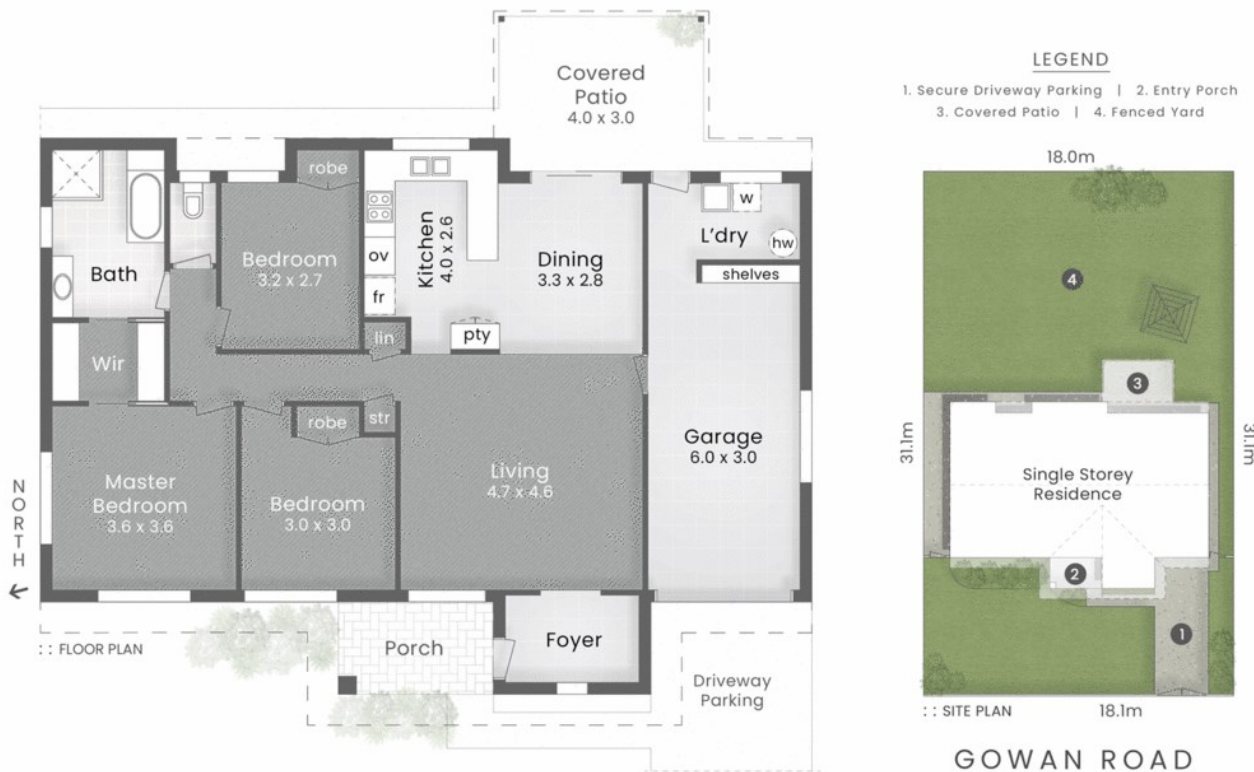 Covered
Patio
4.0 x 3.0
robe
Bath
Bedroom
3.2 x 2.7
ov
fr
Kitchen
4.0 x 2.6
Dining
3.3 x 2.8
w
L'dry
hw
shelves
lin
pty
Wir
robe
str
Master
Bedroom
3.6 x 3.6
Bedroom
3.0 x 3.0
Living
4.7 x 4.6
Garage
6.0 x 3.0
NORTH
Porch
Foyer
Driveway
Parking
:: FLOOR PLAN
LEGEND
1. Secure Driveway Parking | 2. Entry Porch
3. Covered Patio | 4. Fenced Yard
18.0m
4
3
31.1m
31.1m
Single Storey
Residence
2
1
:: SITE PLAN
18.1m
GOWAN ROAD